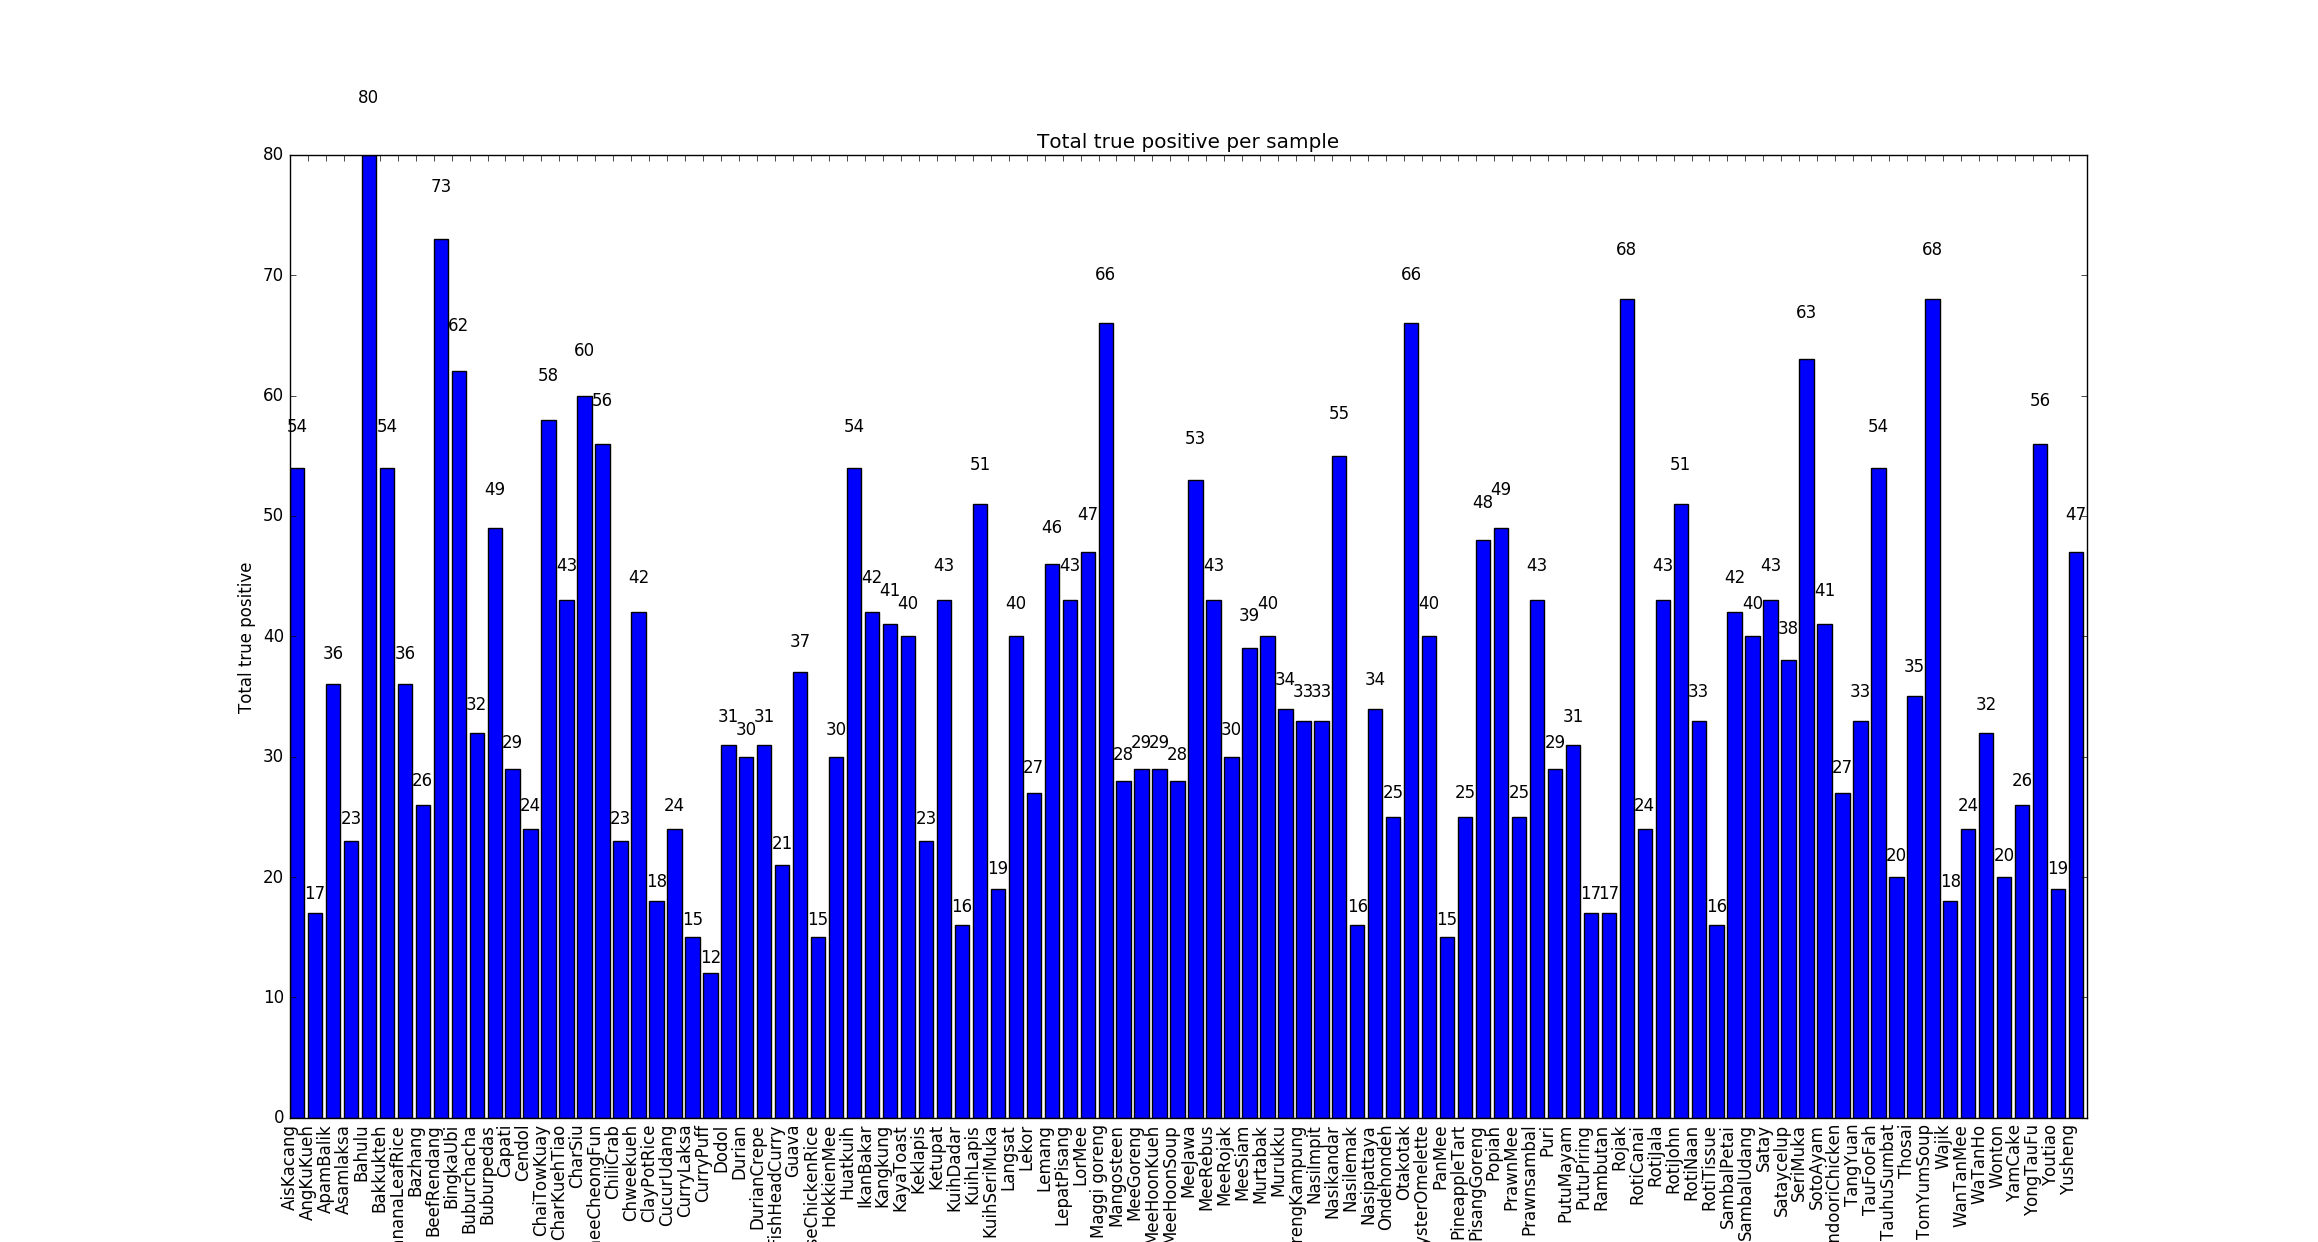 Total true positive per sample
Total true positive
80
70
60
50
40
30
20
10
0
54
17
36
23
80
54
36
26
73
62
32
49
29
24
58
43
60
56
23
42
18
24
15
12
31
30
31
21
37
15
30
54
42
41
40
23
43
16
51
19
40
27
46
43
47
66
28
29
29
28
53
43
30
39
40
34
33
33
55
16
34
25
66
40
15
25
48
49
25
43
29
31
17
17
68
24
43
51
33
16
42
40
43
38
63
41
27
33
54
20
35
68
18
24
32
20
26
56
19
47
AisKacang
AngKuKueh
ApamBalik
Asamlaksa
Bahulu
Bakkukteh
nanaLeafRice
Bazhang
BeefRendang
BingkaUbi
Buburchacha
Buburpedas
Capati
Cendol
ChaiTowKuay
CharKuehTiao
CharSiu
eeCheongFun
ChiliCrab
Chweekueh
ClayPotRice
CucurUdang
CurryLaksa
CurryPuff
Dodol
Durian
DurianCrepe
FishHeadCurry
Guava
seChickenRice
HokkienMee
Huatkuih
IkanBakar
Kangkung
KayaToast
Keklapis
Ketupat
KuihDadar
KuihLapis
KuihSeriMuka
Langsat
Lekor
Lemang
LepatPisang
LorMee
Maggi goreng
Mangosteen
MeeGoreng
MeeHoonKueh
MeeHoonSoup
MeeJawa
MeeRebus
MeeRojak
MeeSiam
Murtabak
Murukku
rengKampung
NasiImpit
Nasikandar
Nasilemak
Nasipattaya
Ondehondeh
Otakotak
ysterOmelette
PanMee
PineappleTart
PisangGoreng
Popiah
PrawnMee
Prawnsambal
Puri
PutuMayam
PutuPiring
Rambutan
Rojak
RotiCanai
RotiJala
RotiJohn
RotiNaan
RotiTissue
SambalPetai
SambalUdang
Satay
Sataycelup
SeriMuka
SotoAyam
ndooriChicken
TangYuan
TauFooFah
TauhuSumbat
Thosai
TomYumSoup
Wajik
WanTanMee
WaTanHo
Wonton
YamCake
YongTauFu
Youtiao
Yusheng